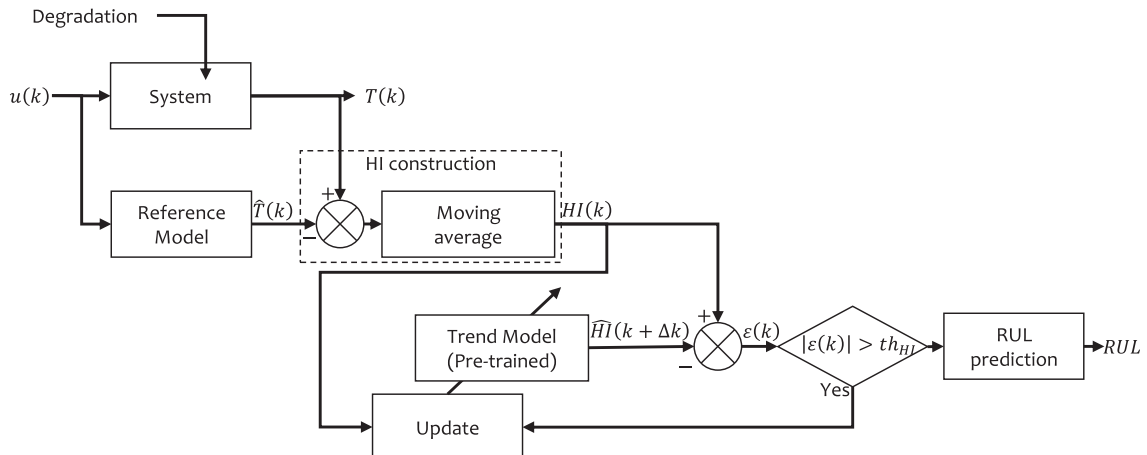 Degradation
u(k)
System
T(k)
HI construction
+
Reference
Model
T̂(k)
−
Moving
average
HI(k)
+
Trend Model
(Pre-trained)
ĤI(k + Δk)
−
ε(k)
|ε(k)| > th_HI
RUL
prediction
RUL
Yes
Update